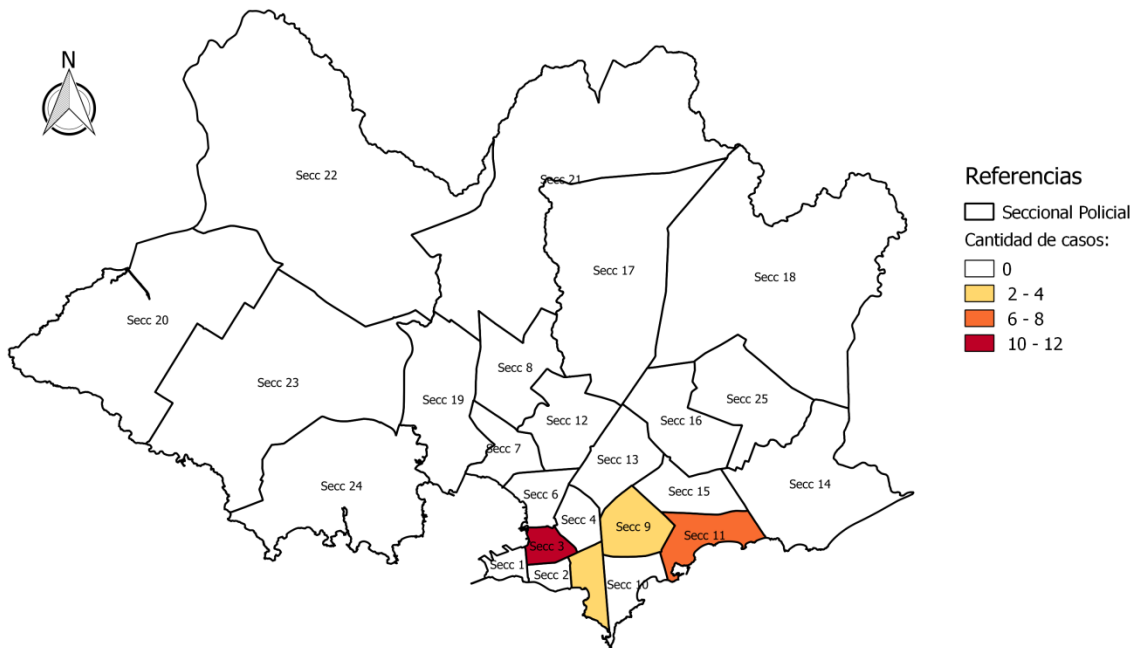 N
Secc 22
Secc 21
Secc 17
Secc 18
Secc 20
Secc 23
Secc 19
Secc 8
Secc 12
Secc 7
Secc 16
Secc 25
Secc 13
Secc 24
Secc 6
Secc 4
Secc 15
Secc 14
Secc 9
Secc 11
Secc 3
Secc 1
Secc 2
Secc 10
Referencias
Seccional Policial
Cantidad de casos:
0
2 - 4
6 - 8
10 - 12